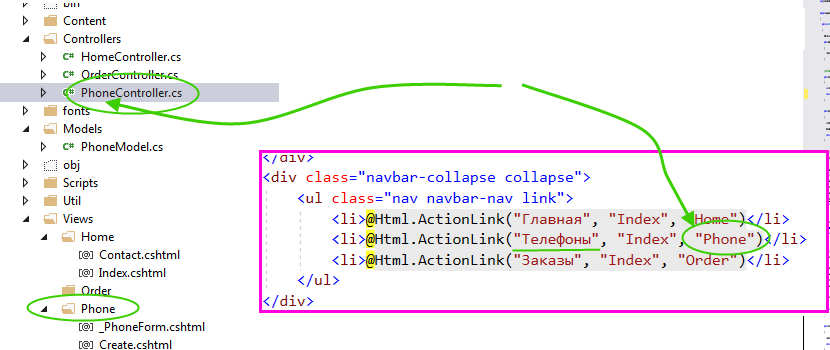 bin
Content
Controllers
C# HomeController.cs
C# OrderController.cs
C# PhoneController.cs
fonts
Models
C# PhoneModel.cs
obj
Scripts
Util
Views
Home
[@] Contact.cshtml
[@] Index.cshtml
Order
Phone
[@] _PhoneForm.cshtml
[@] Create.cshtml
</div>
<div class="navbar-collapse collapse">
<ul class="nav navbar-nav link">
<li>@Html.ActionLink("Главная", "Index", "Home")</li>
<li>@Html.ActionLink("Телефоны", "Index", "Phone")</li>
<li>@Html.ActionLink("Заказы", "Index", "Order")</li>
</ul>
</div>